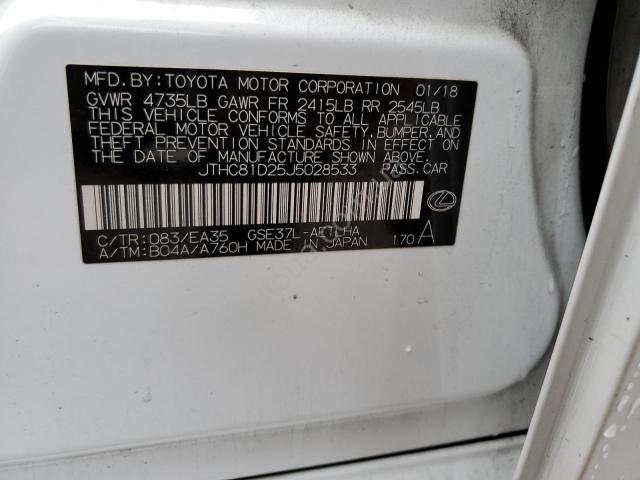 MFD.BY:TOYOTA MOTOR CORPORATION 01/18
GVWR 4735LB GAWR FR 2415LB RR 2545LB
THIS VEHICLE CONFORMS TO ALL APPLICABLE
FEDERAL MOTOR VEHICLE SAFETY,BUMPER,AND
THEFT PREVENTION STANDARDS IN EFFECT ON
THE DATE OF MANUFACTURE SHOWN ABOVE.
JTHC81D25J5028533 PASS.CAR
C/TR:083/EA35 GSE37L-AETLHA
A/TM:B04A/A760H MADE IN JAPAN 170 A